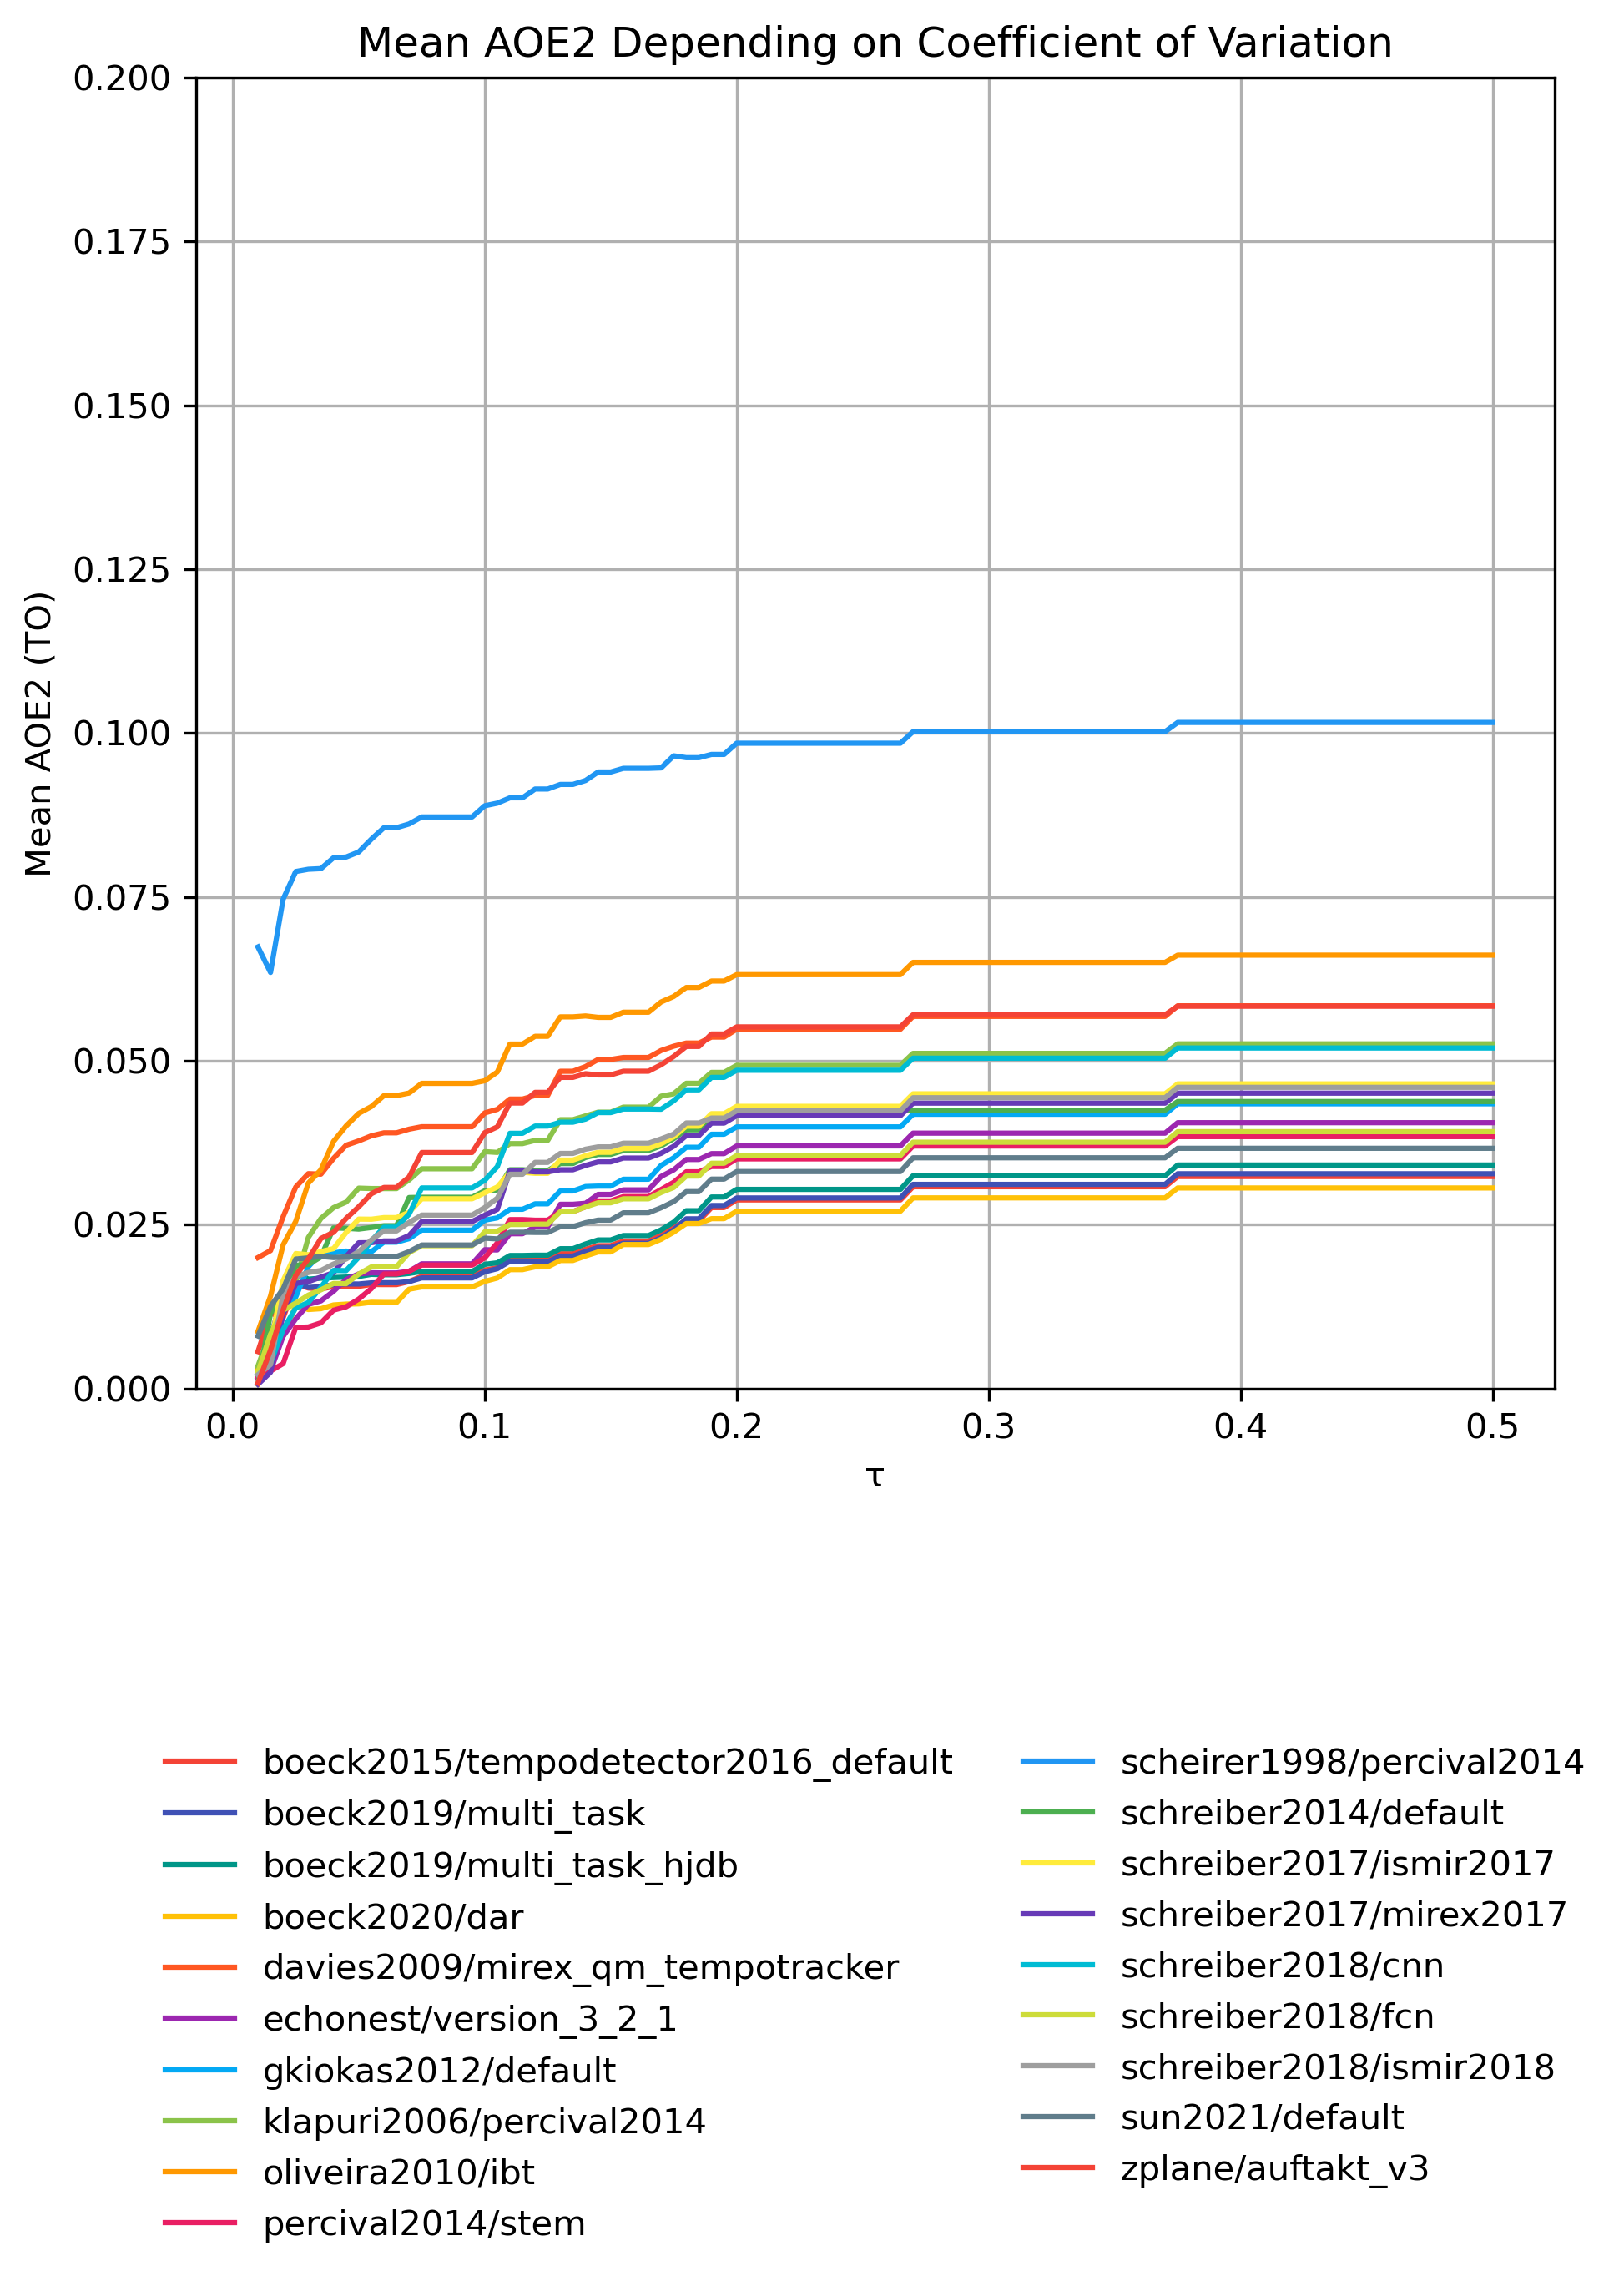 Mean AOE2 Depending on Coefficient of Variation
0.200
0.175
0.150
0.125
0.100
0.075
0.050
0.025
0.000
Mean AOE2 (TO)
0.0 0.1 0.2 0.3 0.4 0.5
τ
boeck2015/tempodetector2016_default
boeck2019/multi_task
boeck2019/multi_task_hjdb
boeck2020/dar
davies2009/mirex_qm_tempotracker
echonest/version_3_2_1
gkiokas2012/default
klapuri2006/percival2014
oliveira2010/ibt
percival2014/stem
scheirer1998/percival2014
schreiber2014/default
schreiber2017/ismir2017
schreiber2017/mirex2017
schreiber2018/cnn
schreiber2018/fcn
schreiber2018/ismir2018
sun2021/default
zplane/auftakt_v3